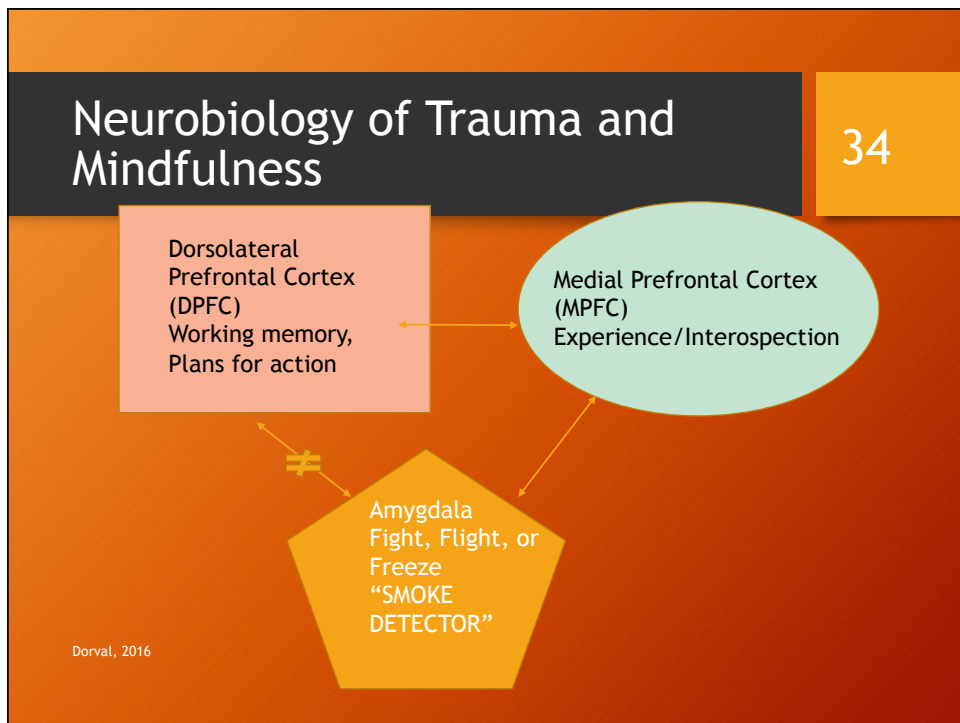 Neurobiology of Trauma and
Mindfulness
34
Dorsolateral
Prefrontal Cortex
(DPFC)
Working memory,
Plans for action
Medial Prefrontal Cortex
(MPFC)
Experience/Interospection
≠
Amygdala
Fight, Flight, or
Freeze
“SMOKE
DETECTOR”
Dorval, 2016